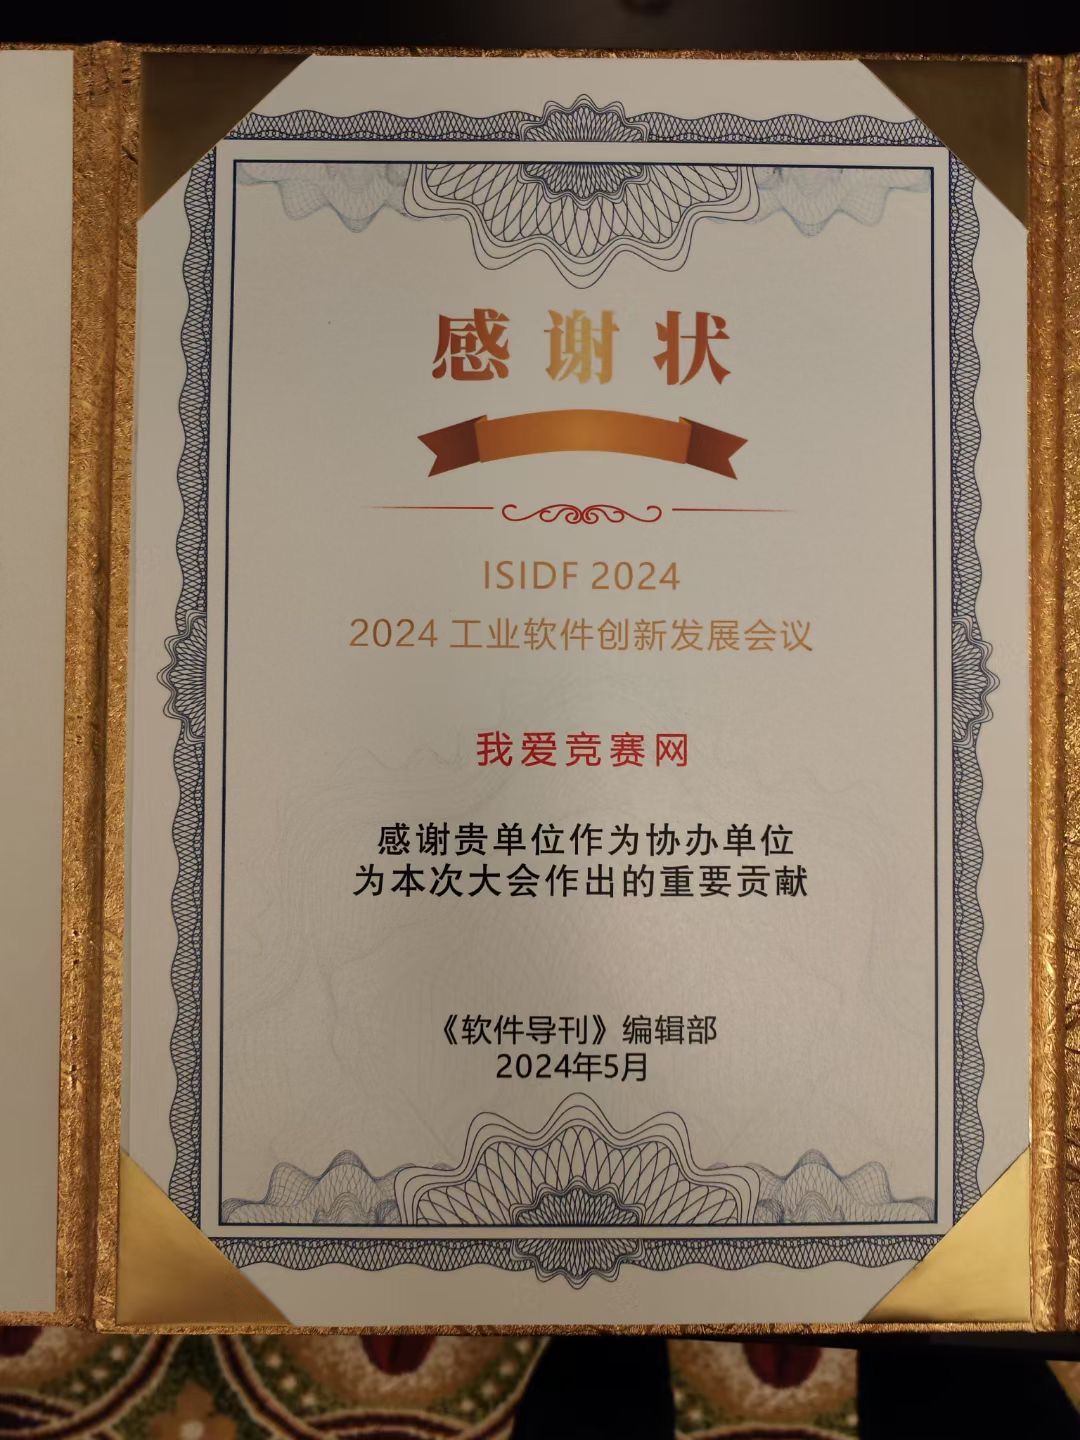 感谢状
ISIDF 2024
2024 工业软件创新发展会议
我爱竞赛网
感谢贵单位作为协办单位
为本次大会作出的重要贡献
《软件导刊》编辑部
2024年5月